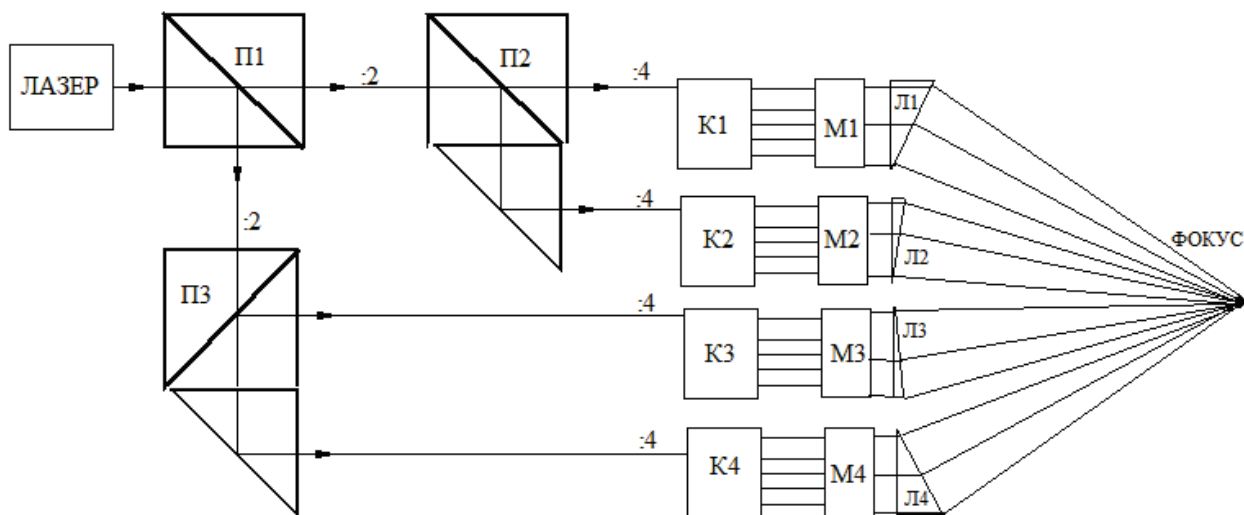 ЛАЗЕР
П1
:2
П2
:4
К1
М1
Л1
:4
К2
М2
Л2
ФОКУС
:2
П3
:4
К3
М3
Л3
:4
К4
М4
Л4